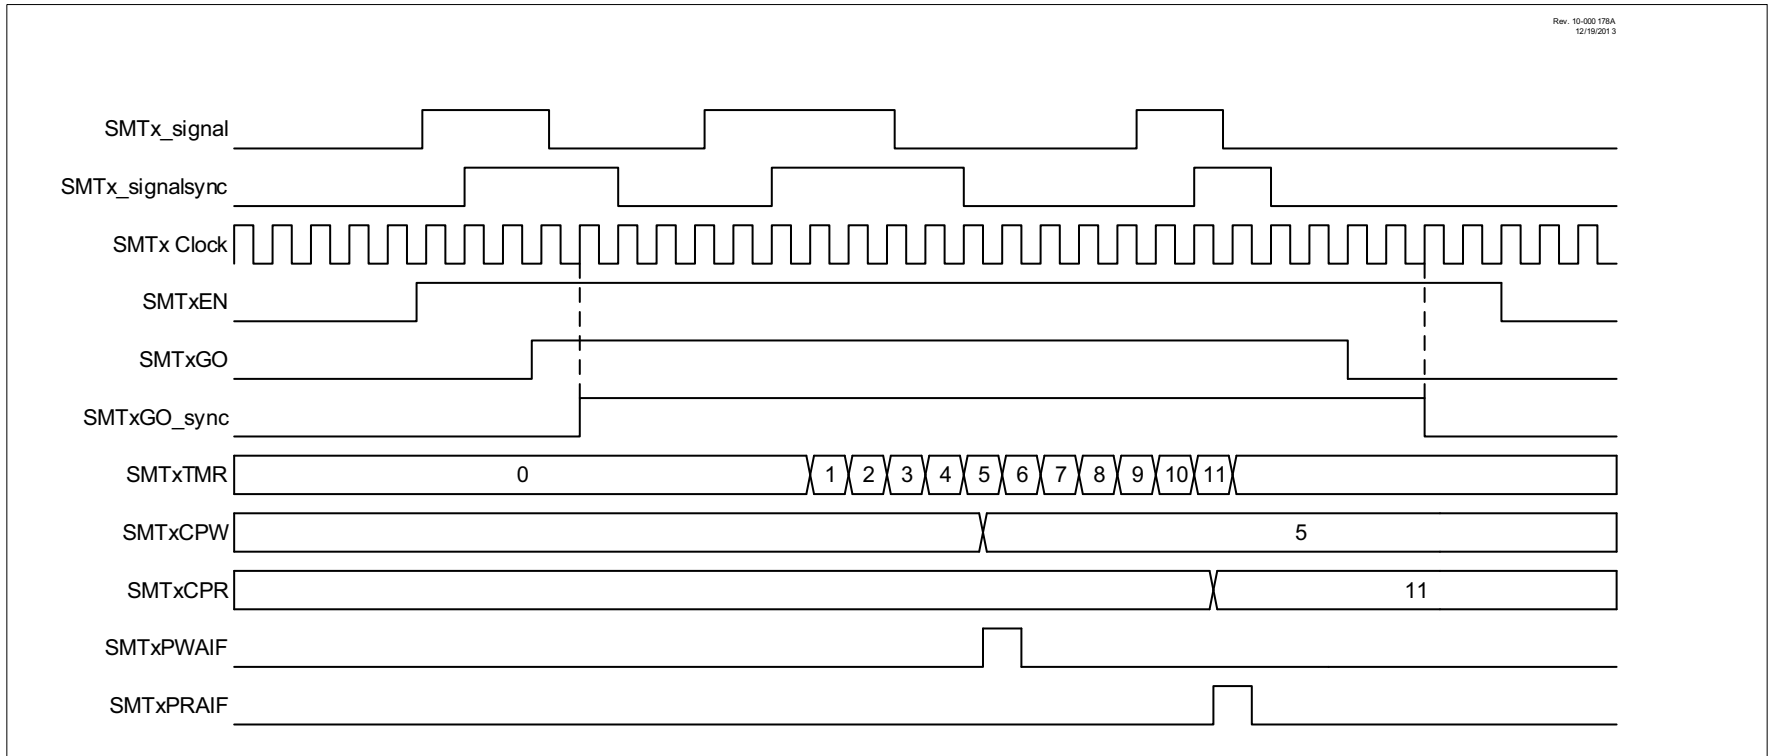 Rev. 10-000 178A
12/19/201 3
SMTx_signal
SMTx_signalsync
SMTx Clock
SMTxEN
SMTxGO
SMTxGO_sync
SMTxTMR 0 1 2 3 4 5 6 7 8 9 10 11
SMTxCPW 5
SMTxCPR 11
SMTxPWAIF
SMTxPRAIF